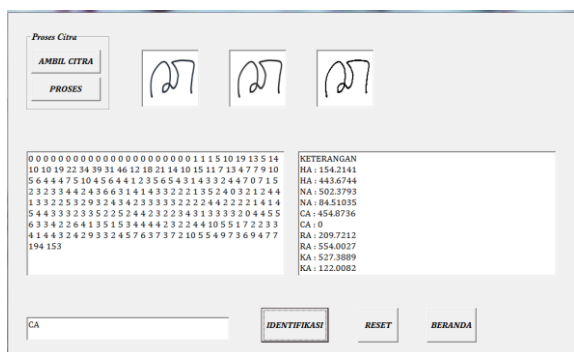 Proses Citra
AMBIL CITRA
PROSES
0 0 0 0 0 0 0 0 0 0 0 0 0 0 0 0 0 0 0 0 0 1 1 1 5 10 19 13 5 14
10 10 19 22 34 39 31 46 12 18 21 14 10 15 11 7 13 4 7 7 9 10
5 6 4 4 4 7 5 10 4 5 6 4 4 1 2 3 5 6 5 4 3 1 4 3 3 2 4 4 7 0 7 1 5
2 3 2 3 3 4 4 2 4 3 6 6 3 1 4 1 4 3 3 2 2 2 1 3 5 2 4 0 3 2 1 2 4 4
1 3 3 2 2 5 3 2 9 3 2 4 3 4 2 3 5 3 3 3 3 2 2 2 2 4 4 2 2 2 2 1 4 1 4
5 4 4 3 3 3 2 3 3 5 2 2 5 2 4 4 2 3 2 2 3 4 3 1 3 3 3 3 2 0 4 4 5 5
6 3 3 4 2 2 6 4 1 3 5 1 5 3 4 4 4 4 2 3 3 3 2 2 4 4 10 5 5 1 7 2 2 3 3
4 1 4 4 3 2 4 2 9 3 3 2 4 5 7 6 3 7 3 7 2 10 5 5 4 9 7 3 6 9 4 7 7
194 153
KETERANGAN
HA : 154.2141
HA : 443.6744
NA : 502.3793
NA : 84.51035
CA : 454.8736
CA : 0
RA : 209.7212
RA : 554.0027
KA : 527.3889
KA : 122.0082
CA
IDENTIFIKASI
RESET
BERANDA